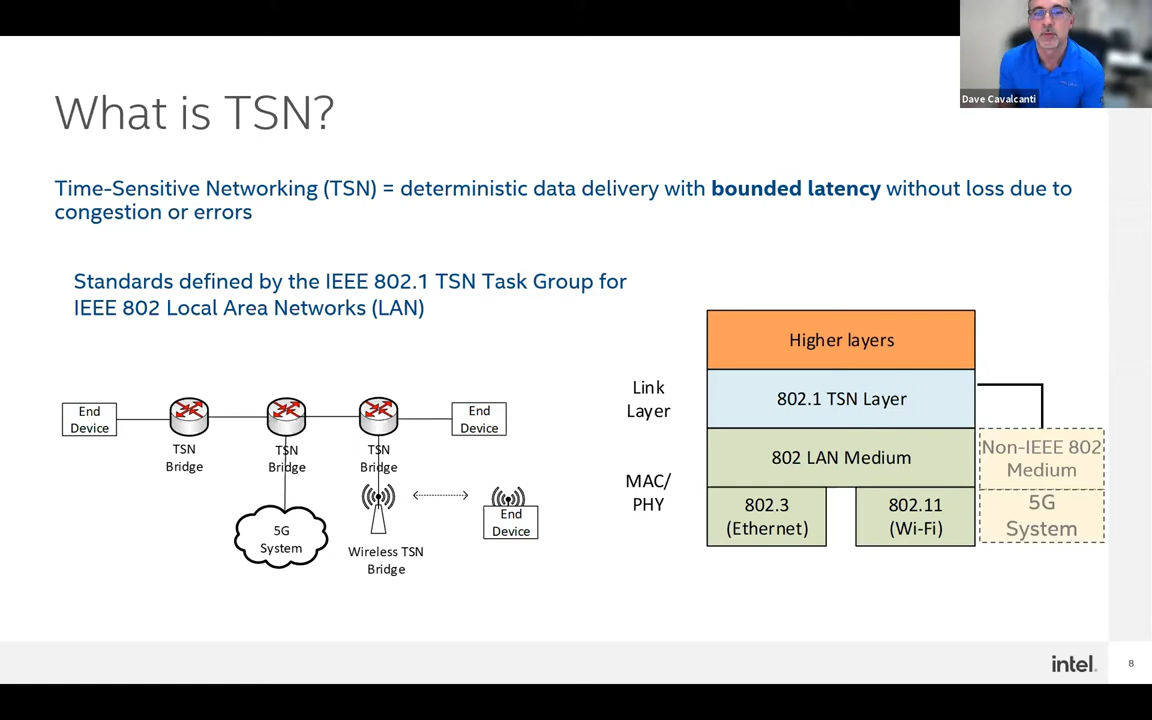 Dave Cavalcanti
What is TSN?
Time-Sensitive Networking (TSN) = deterministic data delivery with bounded latency without loss due to
congestion or errors
Standards defined by the IEEE 802.1 TSN Task Group for
IEEE 802 Local Area Networks (LAN)
End
Device
TSN
Bridge
TSN
Bridge
TSN
Bridge
End
Device
5G
System
Wireless TSN
Bridge
End
Device
Link
Layer
MAC/
PHY
Higher layers
802.1 TSN Layer
802 LAN Medium
802.3
(Ethernet)
802.11
(Wi-Fi)
Non-IEEE 802
Medium
5G
System
intel.
8